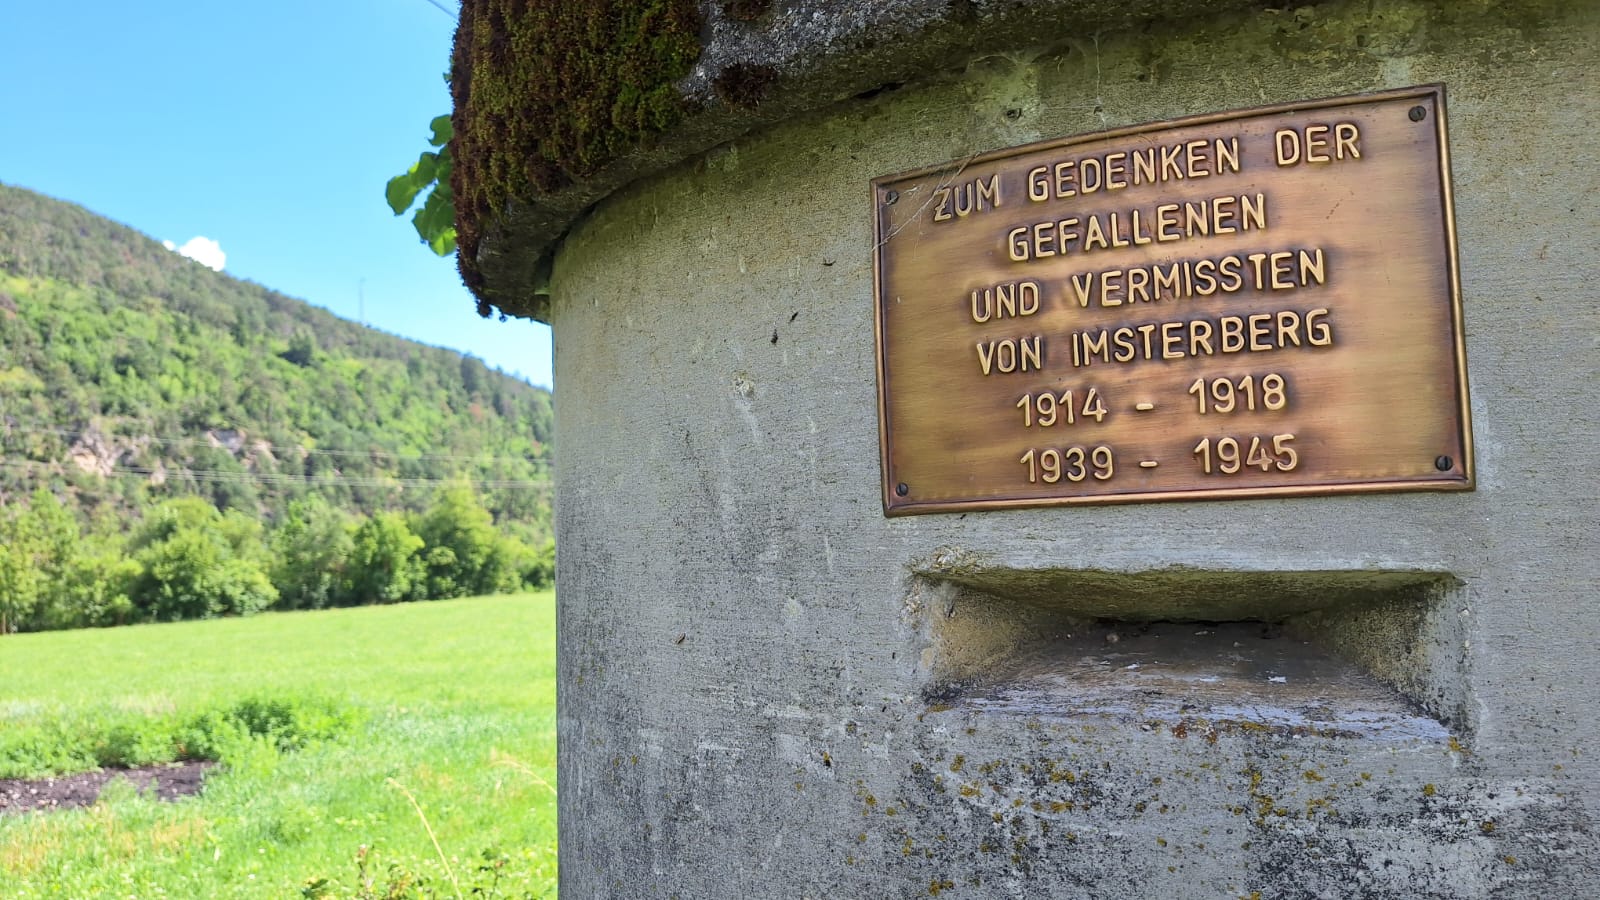 ZUM GEDENKEN DER
GEFALLENEN
UND VERMISSTEN
VON IMSTERBERG
1914 - 1918
1939 - 1945